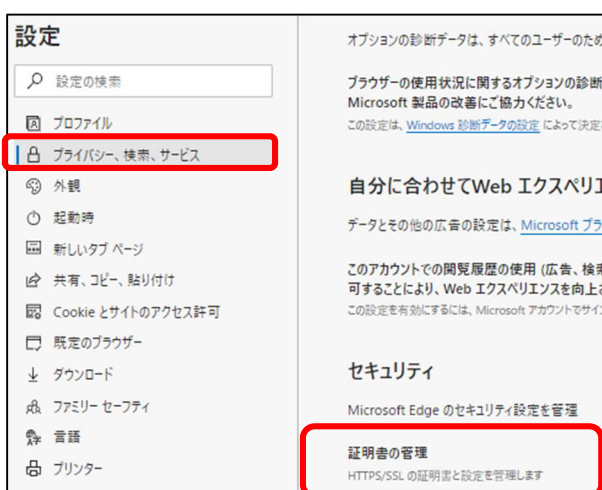 設定
設定の検索
プロファイル
プライバシー、検索、サービス
外観
起動時
新しいタブ ページ
共有、コピー、貼り付け
Cookie とサイトのアクセス許可
既定のブラウザー
ダウンロード
ファミリー セーフティ
言語
プリンター
オプションの診断データは、すべてのユーザーのため
ブラウザーの使用状況に関するオプションの診断
Microsoft 製品の改善にご協力ください。
この設定は、Windows 診断データの設定 によって決定
自分に合わせてWeb エクスペリエ
データとその他の広告の設定は、Microsoft プラ
このアカウントでの閲覧履歴の使用 (広告、検索
可することにより、Web エクスペリエンスを向上さ
この設定を有効にするには、Microsoft アカウントでサイン
セキュリティ
Microsoft Edge のセキュリティ設定を管理
証明書の管理
HTTPS/SSL の証明書と設定を管理します